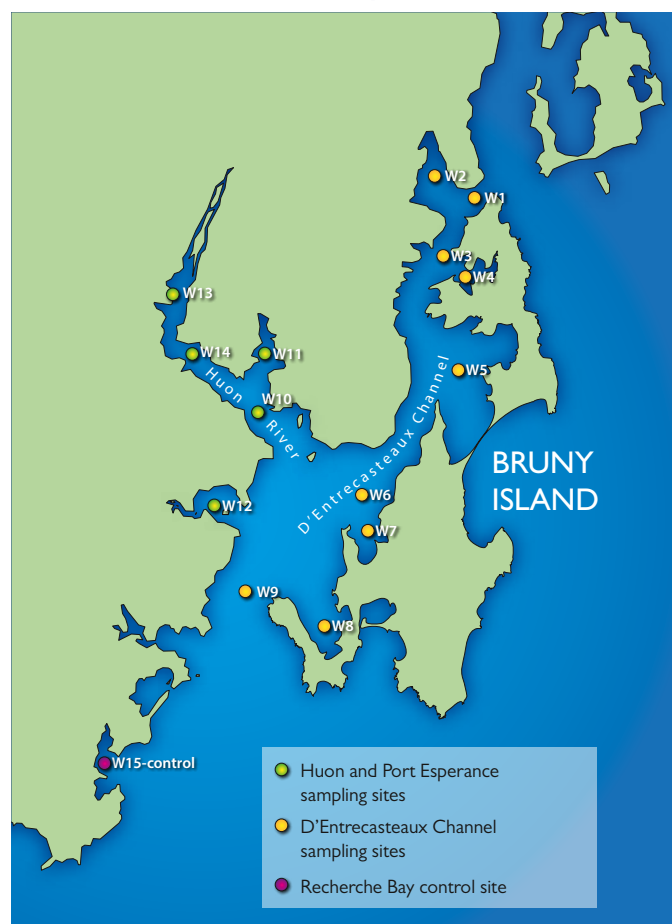 W2
W1
W3
W4
W13
W14
W11
W5
Huon
River
W10
D'Entrecasteaux Channel
BRUNY
ISLAND
W6
W12
W7
W9
W8
W15-control
Huon and Port Esperance
sampling sites
D'Entrecasteaux Channel
sampling sites
Recherche Bay control site